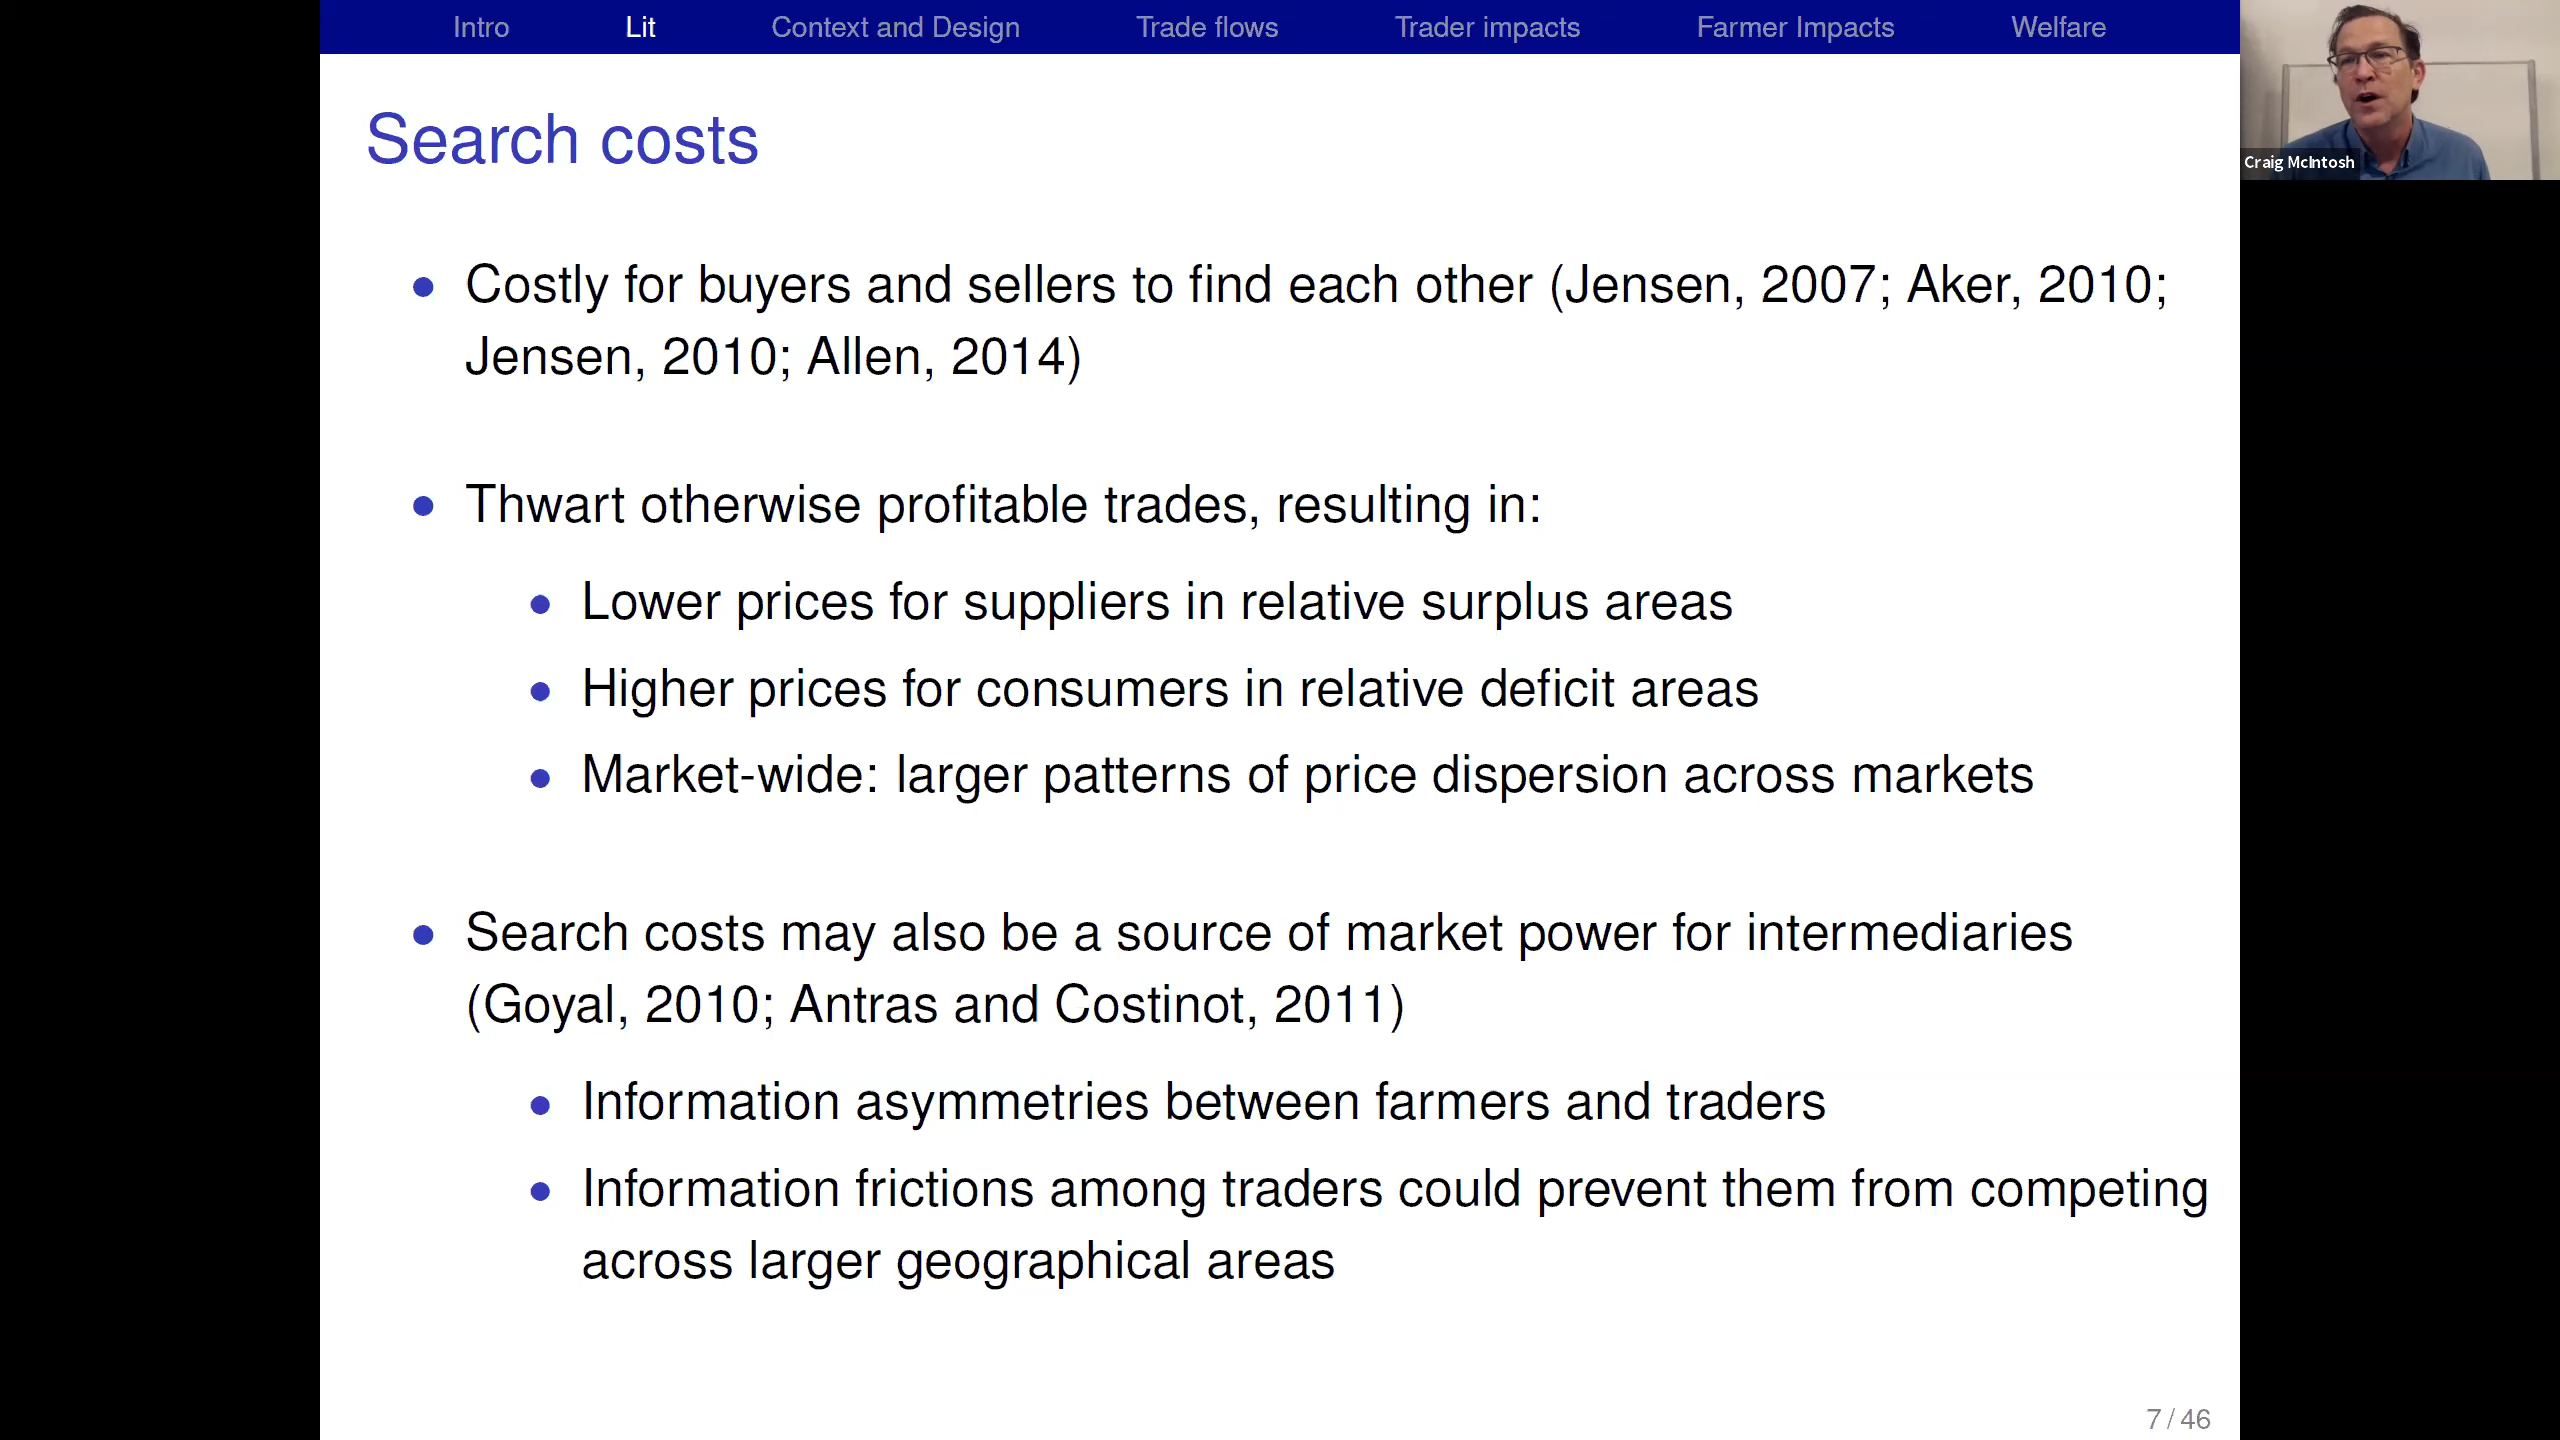 Intro Lit Context and Design Trade flows Trader impacts Farmer Impacts Welfare
Craig McIntosh
Search costs
• Costly for buyers and sellers to find each other (Jensen, 2007; Aker, 2010;
Jensen, 2010; Allen, 2014)
• Thwart otherwise profitable trades, resulting in:
• Lower prices for suppliers in relative surplus areas
• Higher prices for consumers in relative deficit areas
• Market-wide: larger patterns of price dispersion across markets
• Search costs may also be a source of market power for intermediaries
(Goyal, 2010; Antras and Costinot, 2011)
• Information asymmetries between farmers and traders
• Information frictions among traders could prevent them from competing
across larger geographical areas
7 / 46